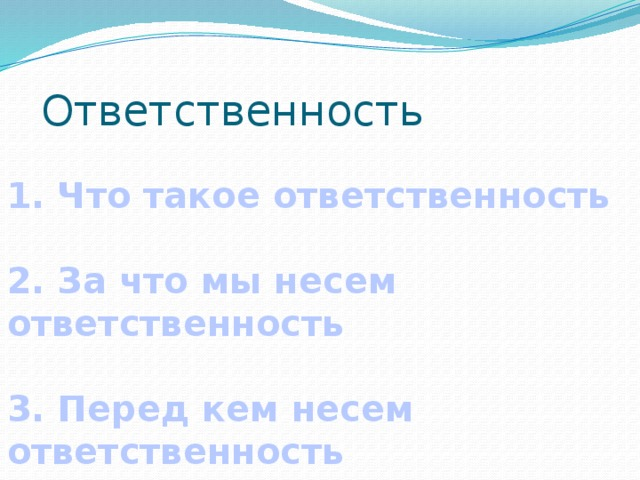 Ответственность
1. Что такое ответственность
2. За что мы несем
ответственность
3. Перед кем несем
ответственность